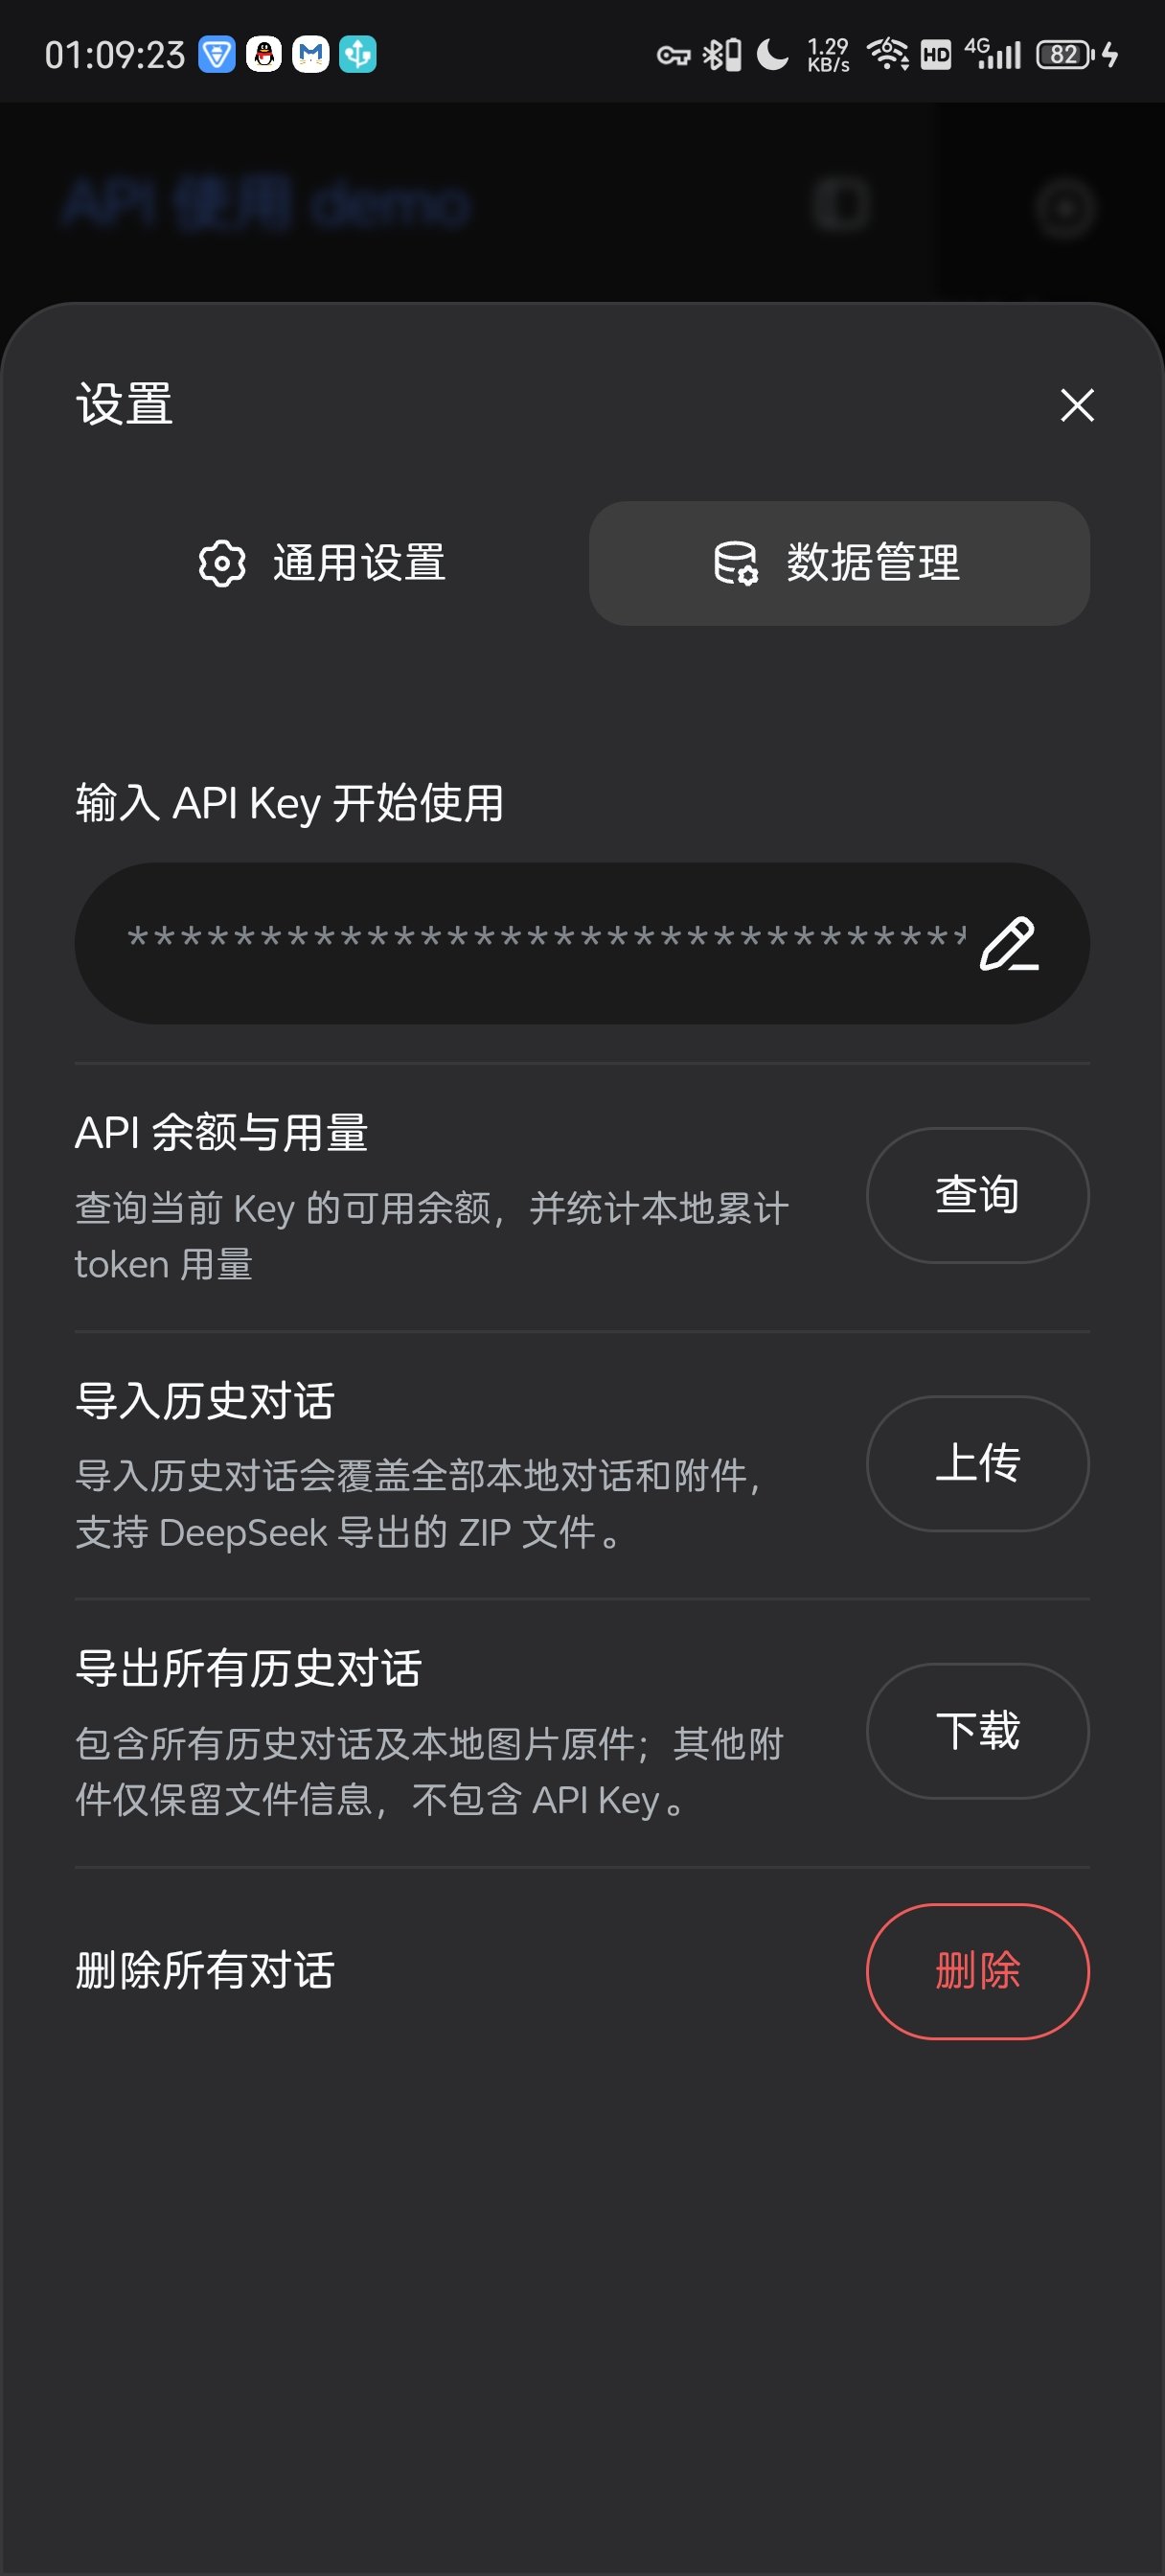 01:09:23
1.29 KB/s
6
HD
4G
82
API 使用 demo
设置
通用设置
数据管理
输入 API Key 开始使用
********************************
API 余额与用量
查询当前 Key 的可用余额，并统计本地累计
token 用量
查询
导入历史对话
导入历史对话会覆盖全部本地对话和附件，
支持 DeepSeek 导出的 ZIP 文件。
上传
导出所有历史对话
包含所有历史对话及本地图片原件；其他附
件仅保留文件信息，不包含 API Key。
下载
删除所有对话
删除